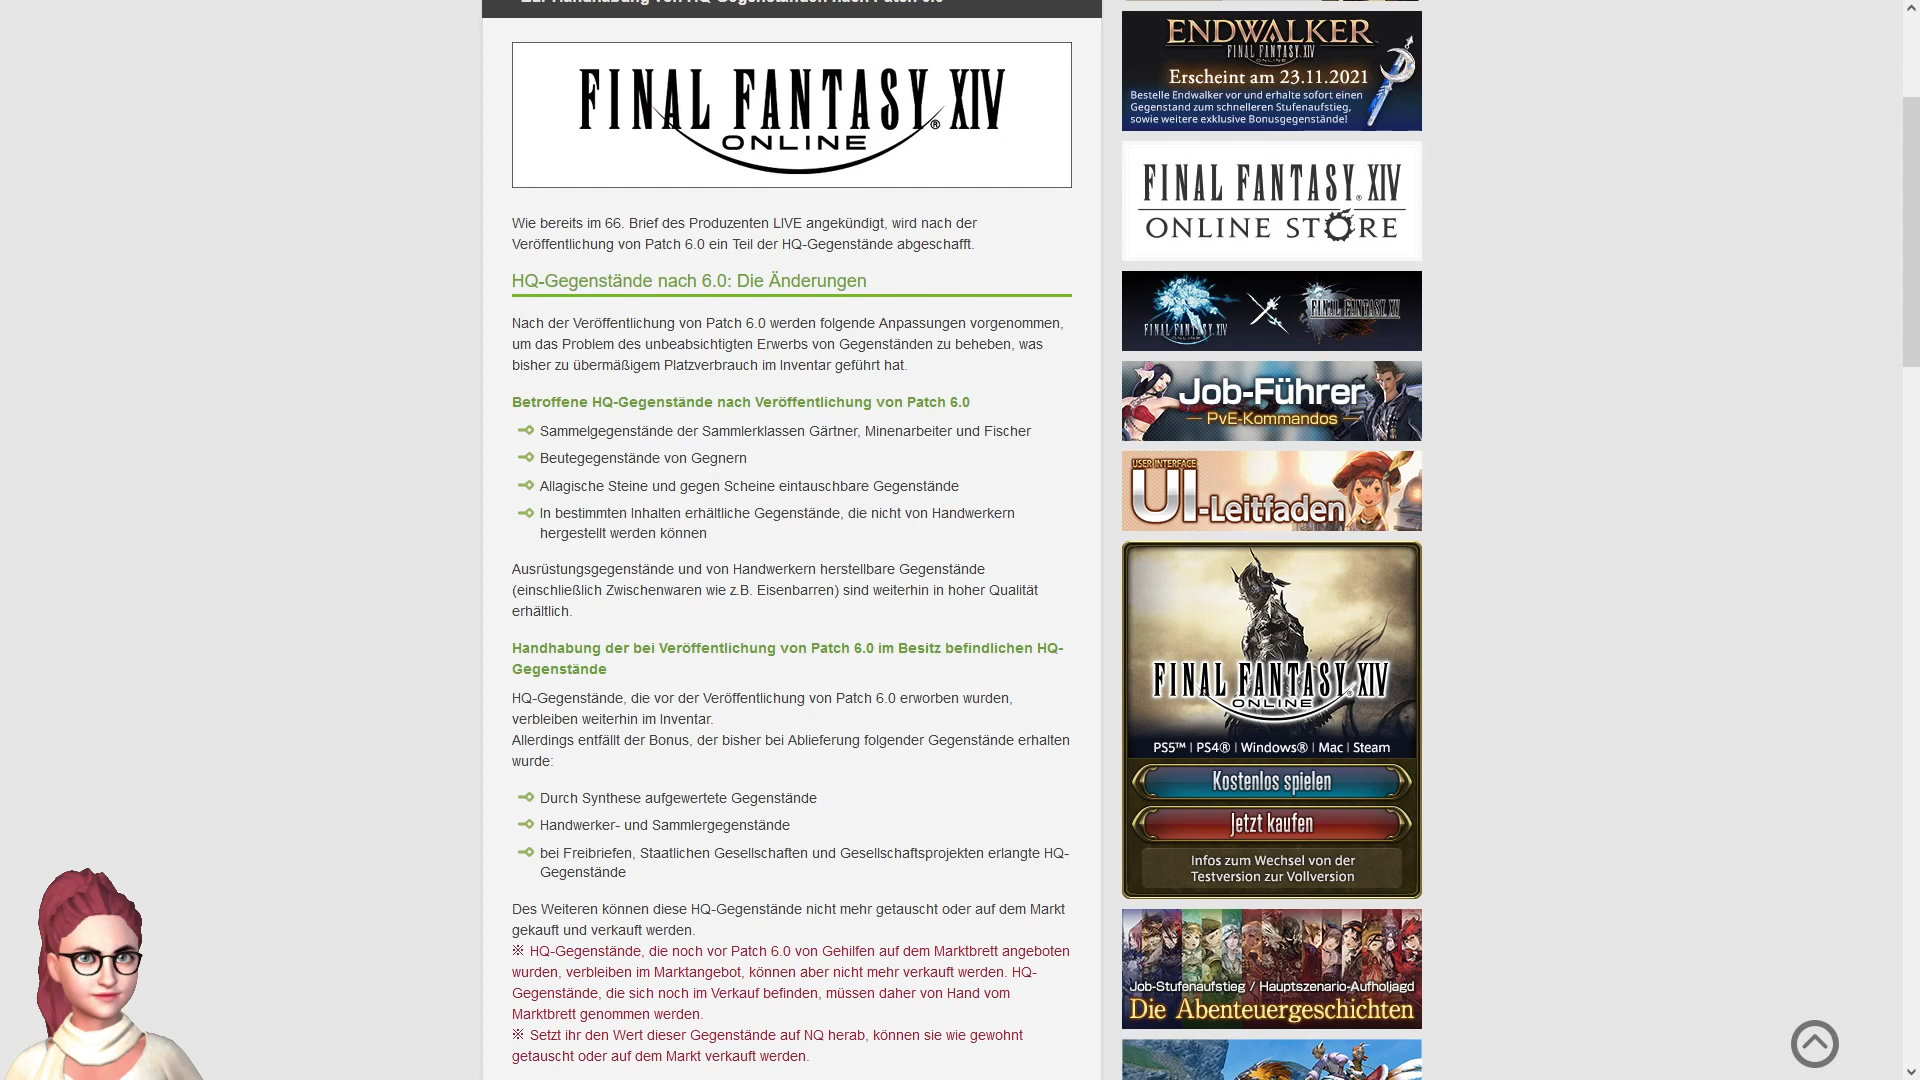 Zur Handhabung von HQ-Gegenständen nach Patch 6.0
FINAL FANTASY® XIV
ONLINE
Wie bereits im 66. Brief des Produzenten LIVE angekündigt, wird nach der
Veröffentlichung von Patch 6.0 ein Teil der HQ-Gegenstände abgeschafft.
HQ-Gegenstände nach 6.0: Die Änderungen
Nach der Veröffentlichung von Patch 6.0 werden folgende Anpassungen vorgenommen,
um das Problem des unbeabsichtigten Erwerbs von Gegenständen zu beheben, was
bisher zu übermäßigem Platzverbrauch im Inventar geführt hat.
Betroffene HQ-Gegenstände nach Veröffentlichung von Patch 6.0
Sammelgegenstände der Sammlerklassen Gärtner, Minenarbeiter und Fischer
Beutegegenstände von Gegnern
Allagische Steine und gegen Scheine eintauschbare Gegenstände
In bestimmten Inhalten erhältliche Gegenstände, die nicht von Handwerkern
hergestellt werden können
Ausrüstungsgegenstände und von Handwerkern herstellbare Gegenstände
(einschließlich Zwischenwaren wie z.B. Eisenbarren) sind weiterhin in hoher Qualität
erhältlich.
Handhabung der bei Veröffentlichung von Patch 6.0 im Besitz befindlichen HQ-
Gegenstände
HQ-Gegenstände, die vor der Veröffentlichung von Patch 6.0 erworben wurden,
verbleiben weiterhin im Inventar.
Allerdings entfällt der Bonus, der bisher bei Ablieferung folgender Gegenstände erhalten
wurde:
Durch Synthese aufgewertete Gegenstände
Handwerker- und Sammlergegenstände
bei Freibriefen, Staatlichen Gesellschaften und Gesellschaftsprojekten erlangte HQ-
Gegenstände
Des Weiteren können diese HQ-Gegenstände nicht mehr getauscht oder auf dem Markt
gekauft und verkauft werden.
※ HQ-Gegenstände, die noch vor Patch 6.0 von Gehilfen auf dem Marktbrett angeboten
wurden, verbleiben im Marktangebot, können aber nicht mehr verkauft werden. HQ-
Gegenstände, die sich noch im Verkauf befinden, müssen daher von Hand vom
Marktbrett genommen werden.
※ Setzt ihr den Wert dieser Gegenstände auf NQ herab, können sie wie gewohnt
getauscht oder auf dem Markt verkauft werden.
ENDWALKER
FINAL FANTASY XIV
ONLINE
Erscheint am 23.11.2021
Bestelle Endwalker vor und erhalte sofort einen
Gegenstand zum schnelleren Stufenaufstieg,
sowie weitere exklusive Bonusgegenstände!
FINAL FANTASY® XIV
ONLINE STORE
FINAL FANTASY XIV
FINAL FANTASY XV
Job-Führer
PvE-Kommandos
USER INTERFACE
UI-Leitfaden
FINAL FANTASY XIV
ONLINE
PS5™ | PS4® | Windows® | Mac | Steam
Kostenlos spielen
Jetzt kaufen
Infos zum Wechsel von der
Testversion zur Vollversion
Job-Stufenaufstieg / Hauptszenario-Aufholjagd
Die Abenteuergeschichten